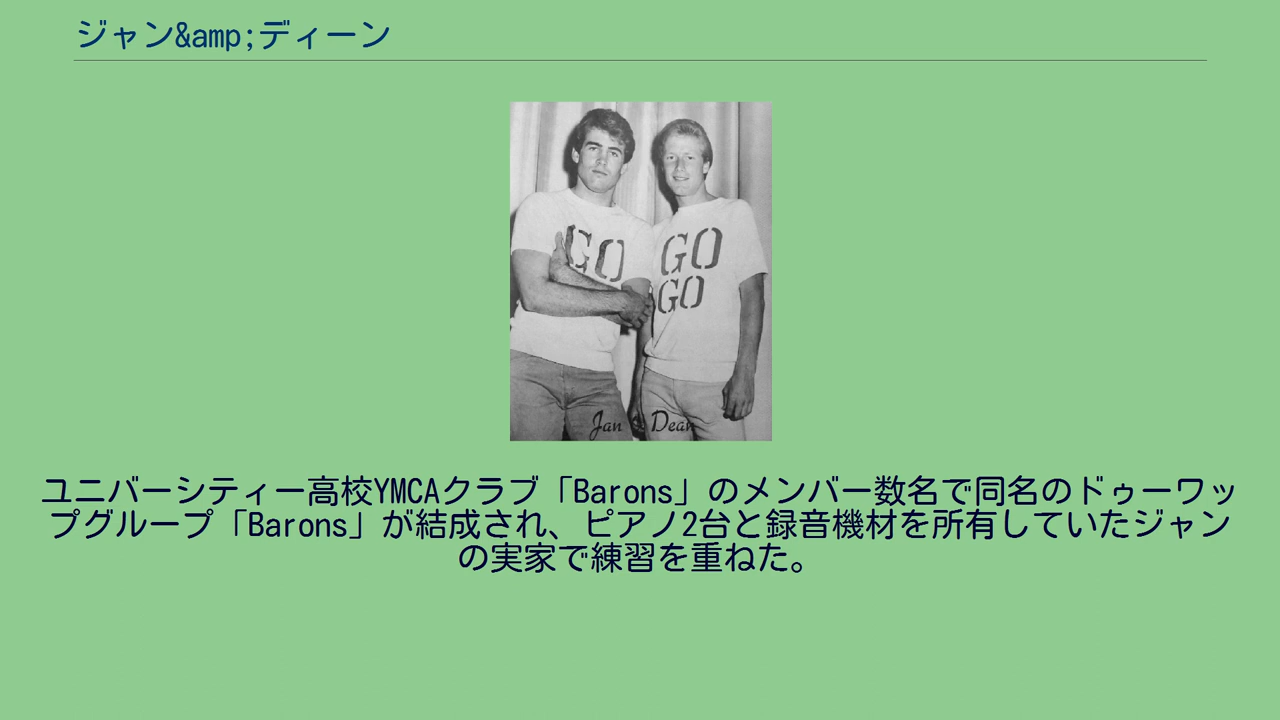 ジャン&amp;ディーン
GO GO
GO
Jan & Dean
ユニバーシティー高校YMCAクラブ「Barons」のメンバー数名で同名のドゥーワッ
プグループ「Barons」が結成され、ピアノ2台と録音機材を所有していたジャン
の実家で練習を重ねた。